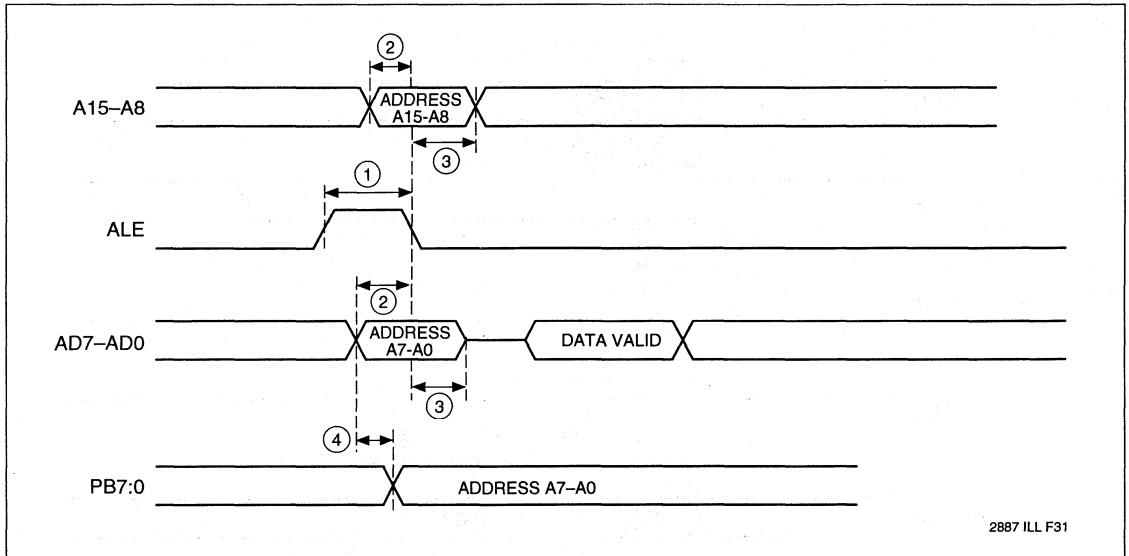 2
A15–A8
ADDRESS
A15-A8
3
1
ALE
2
AD7–AD0
ADDRESS
A7-A0
DATA VALID
3
4
PB7:0
ADDRESS A7–A0
2887 ILL F31